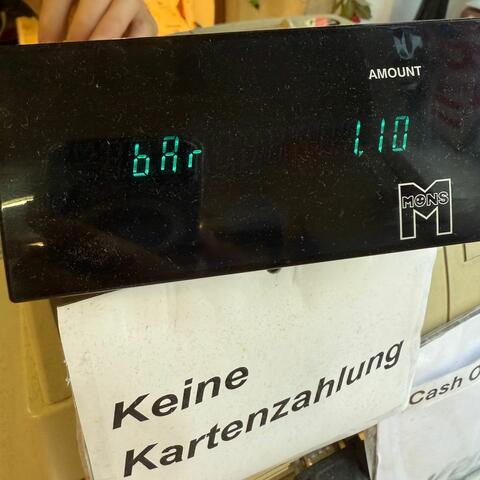 AMOUNT
bAr 1.10
MONS
Keine
Kartenzahlung
Cash O